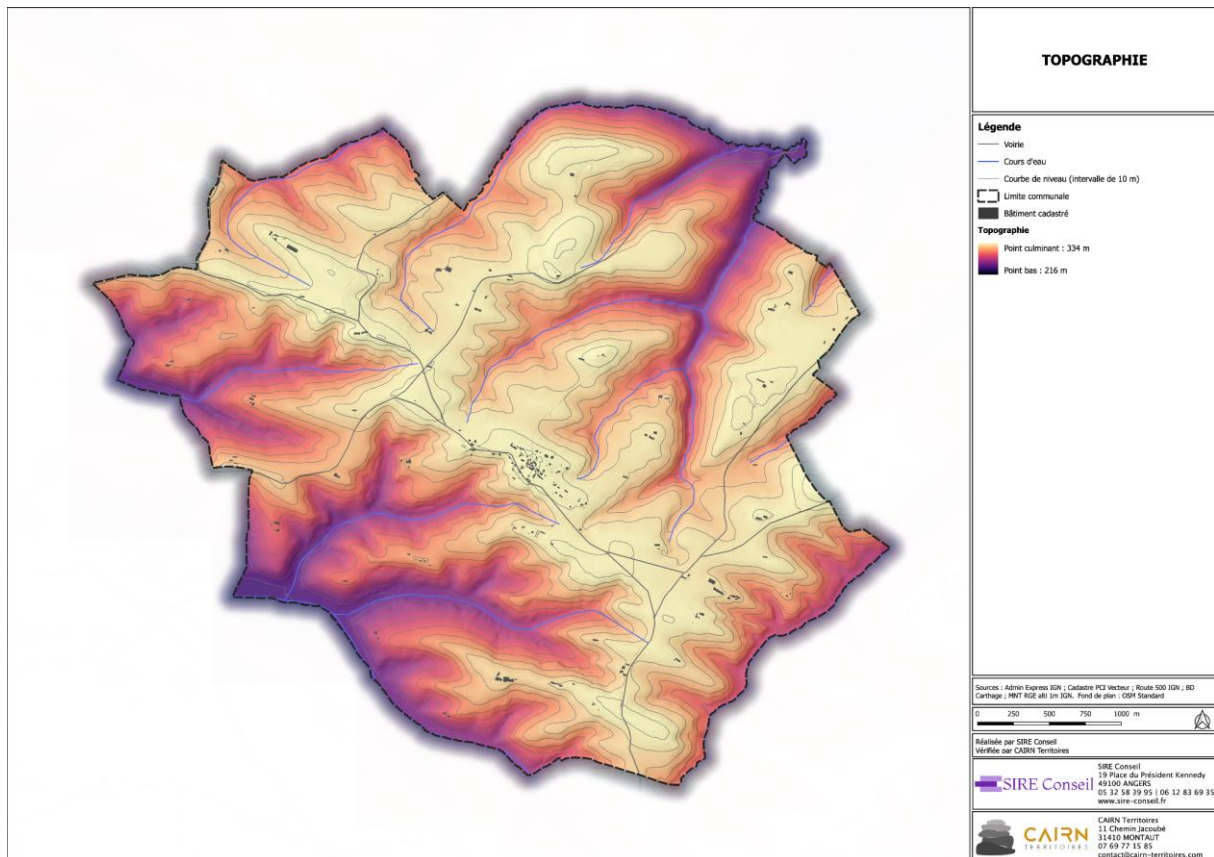 TOPOGRAPHIE
Légende
Voirie
Cours d'eau
Courbe de niveau (intervalle de 10 m)
Limite communale
Bâtiment cadastré
Topographie
Point culminant : 334 m
Point bas : 216 m
Sources : Admin Express IGN ; Cadastre PCI Vecteur ; Route 500 IGN ; BD
Carthage ; MNT RGE alti 1m IGN. Fond de plan : OSM Standard
0 250 500 750 1000 m
Réalisée par SIRE Conseil
Vérifiée par CAIRN Territoires
SIRE Conseil
SIRE Conseil
19 Place du Président Kennedy
49100 ANGERS
05 32 58 39 95 | 06 12 83 69 35
www.sire-conseil.fr
CAIRN
TERRITOIRES
CAIRN Territoires
11 Chemin Jacoubé
31410 MONTAUT
07 69 77 15 85
contact@cairn-territoires.com